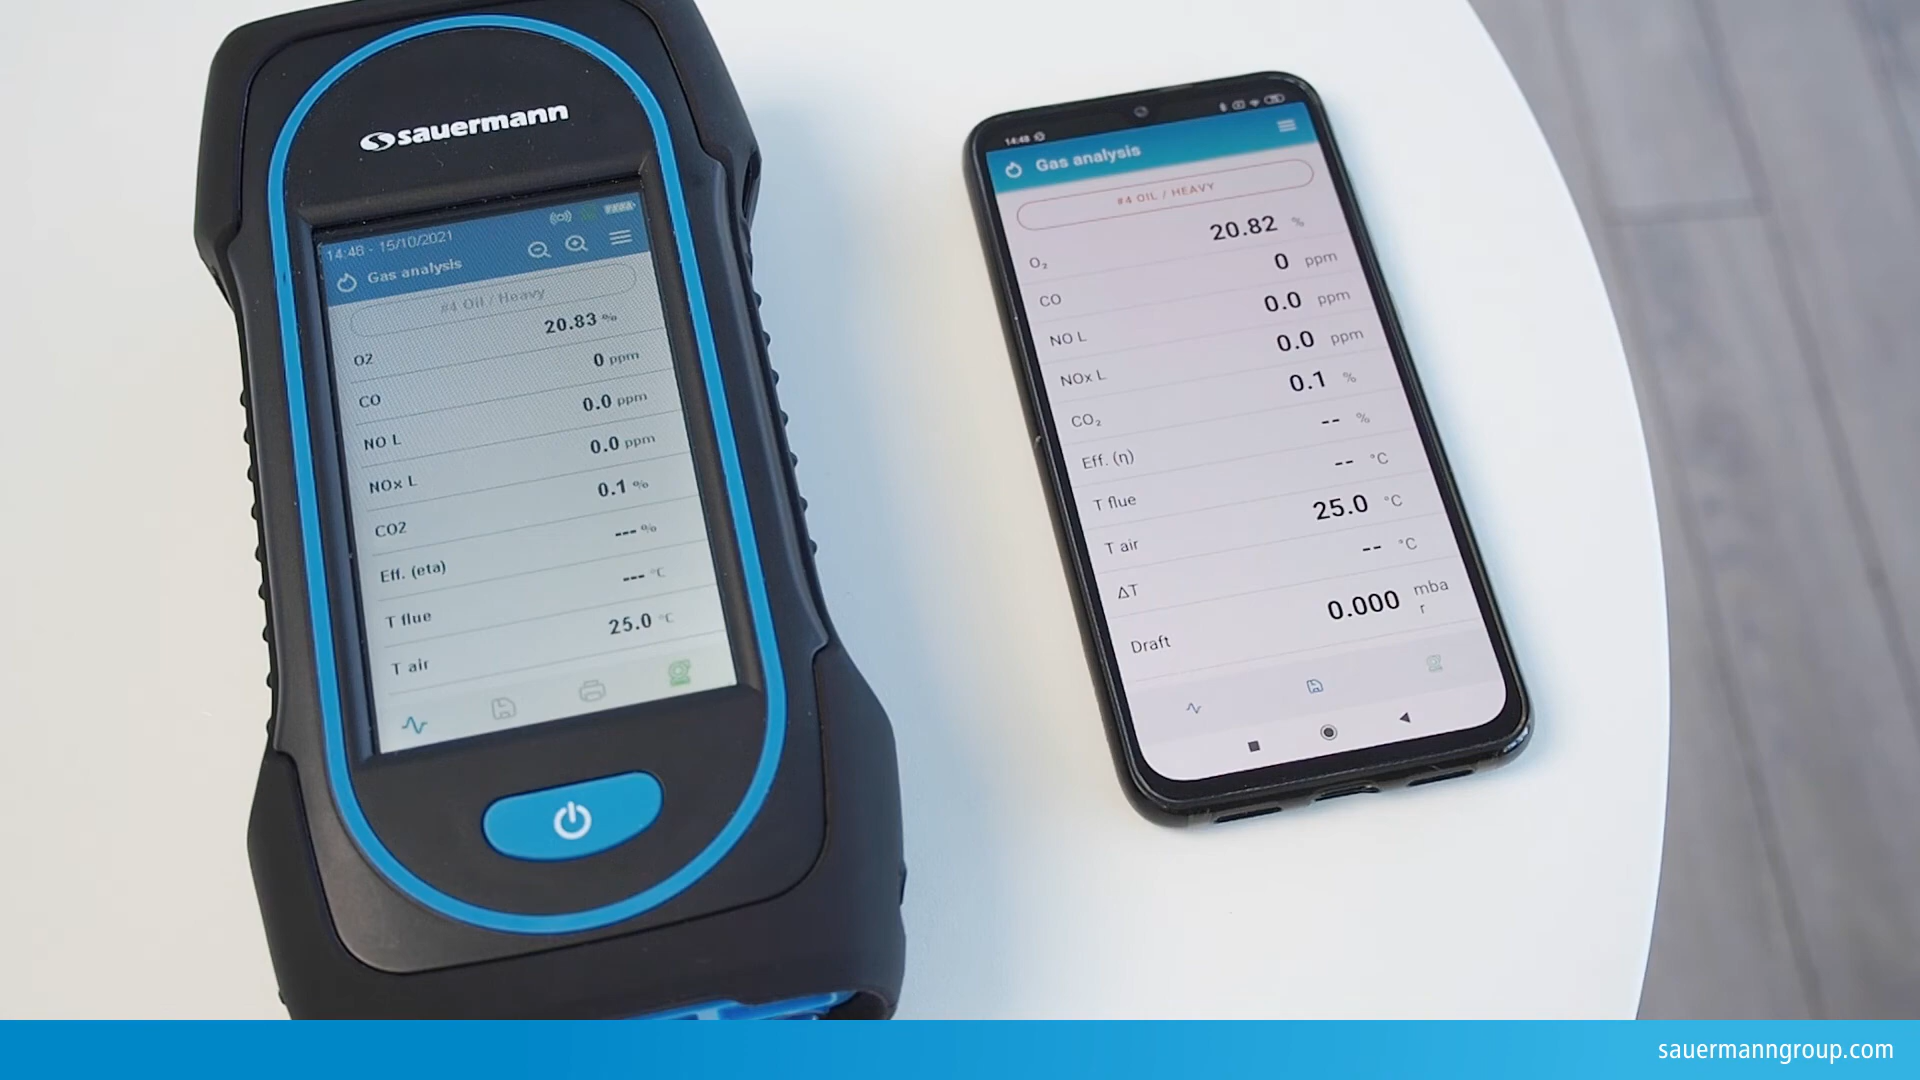 sauermann
14:48 - 15/10/2021
Gas analysis
#4 Oil / Heavy
O2 20.83 %
CO 0 ppm
NO L 0.0 ppm
NOx L 0.0 ppm
CO2 0.1 %
Eff. (eta) --- %
T flue --- °C
T air 25.0 °C
14:48
Gas analysis
#4 OIL / HEAVY
O₂ 20.82 %
CO 0 ppm
NO L 0.0 ppm
NOx L 0.0 ppm
CO₂ 0.1 %
Eff. (η) -- %
T flue -- °C
T air 25.0 °C
ΔT -- °C
Draft 0.000 mba
r
sauermanngroup.com